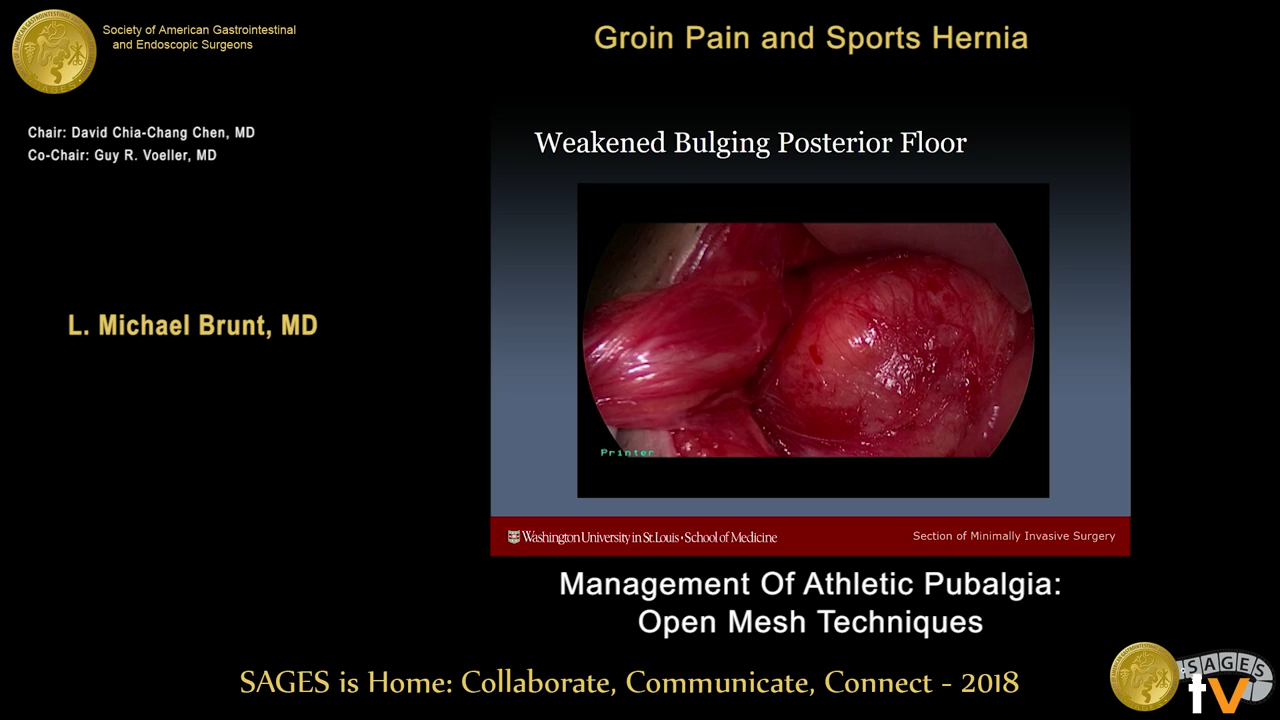 Society of American Gastrointestinal
and Endoscopic Surgeons
Groin Pain and Sports Hernia
Chair: David Chia-Chang Chen, MD
Co-Chair: Guy R. Voeller, MD
Weakened Bulging Posterior Floor
L. Michael Brunt, MD
Printer
Washington University in St. Louis • School of Medicine
Section of Minimally Invasive Surgery
Management Of Athletic Pubalgia:
Open Mesh Techniques
SAGES is Home: Collaborate, Communicate, Connect - 2018
SAGES
tv